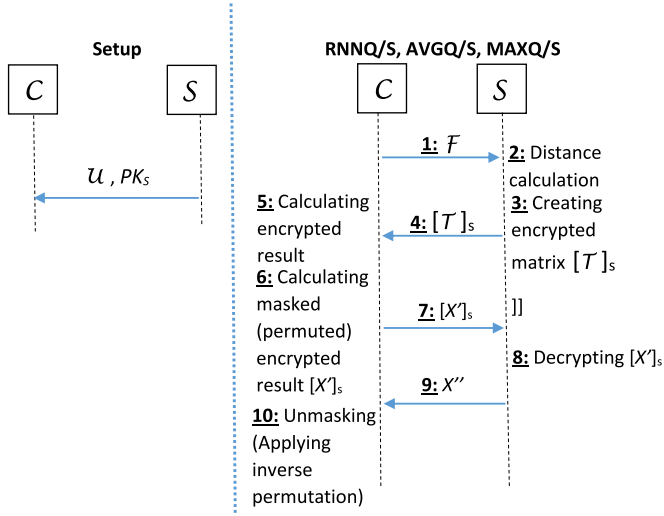 Setup
C
S
𝒰 , PKs
RNNQ/S, AVGQ/S, MAXQ/S
C
S
1: ℱ
2: Distance
calculation
3: Creating
encrypted
matrix [𝒯 ]s
4: [𝒯 ]s
5: Calculating
encrypted
result
6: Calculating
masked
(permuted)
encrypted
result [X′]s
7: [X′]s
]]
8: Decrypting [X′]s
9: X′′
10: Unmasking
(Applying
inverse
permutation)